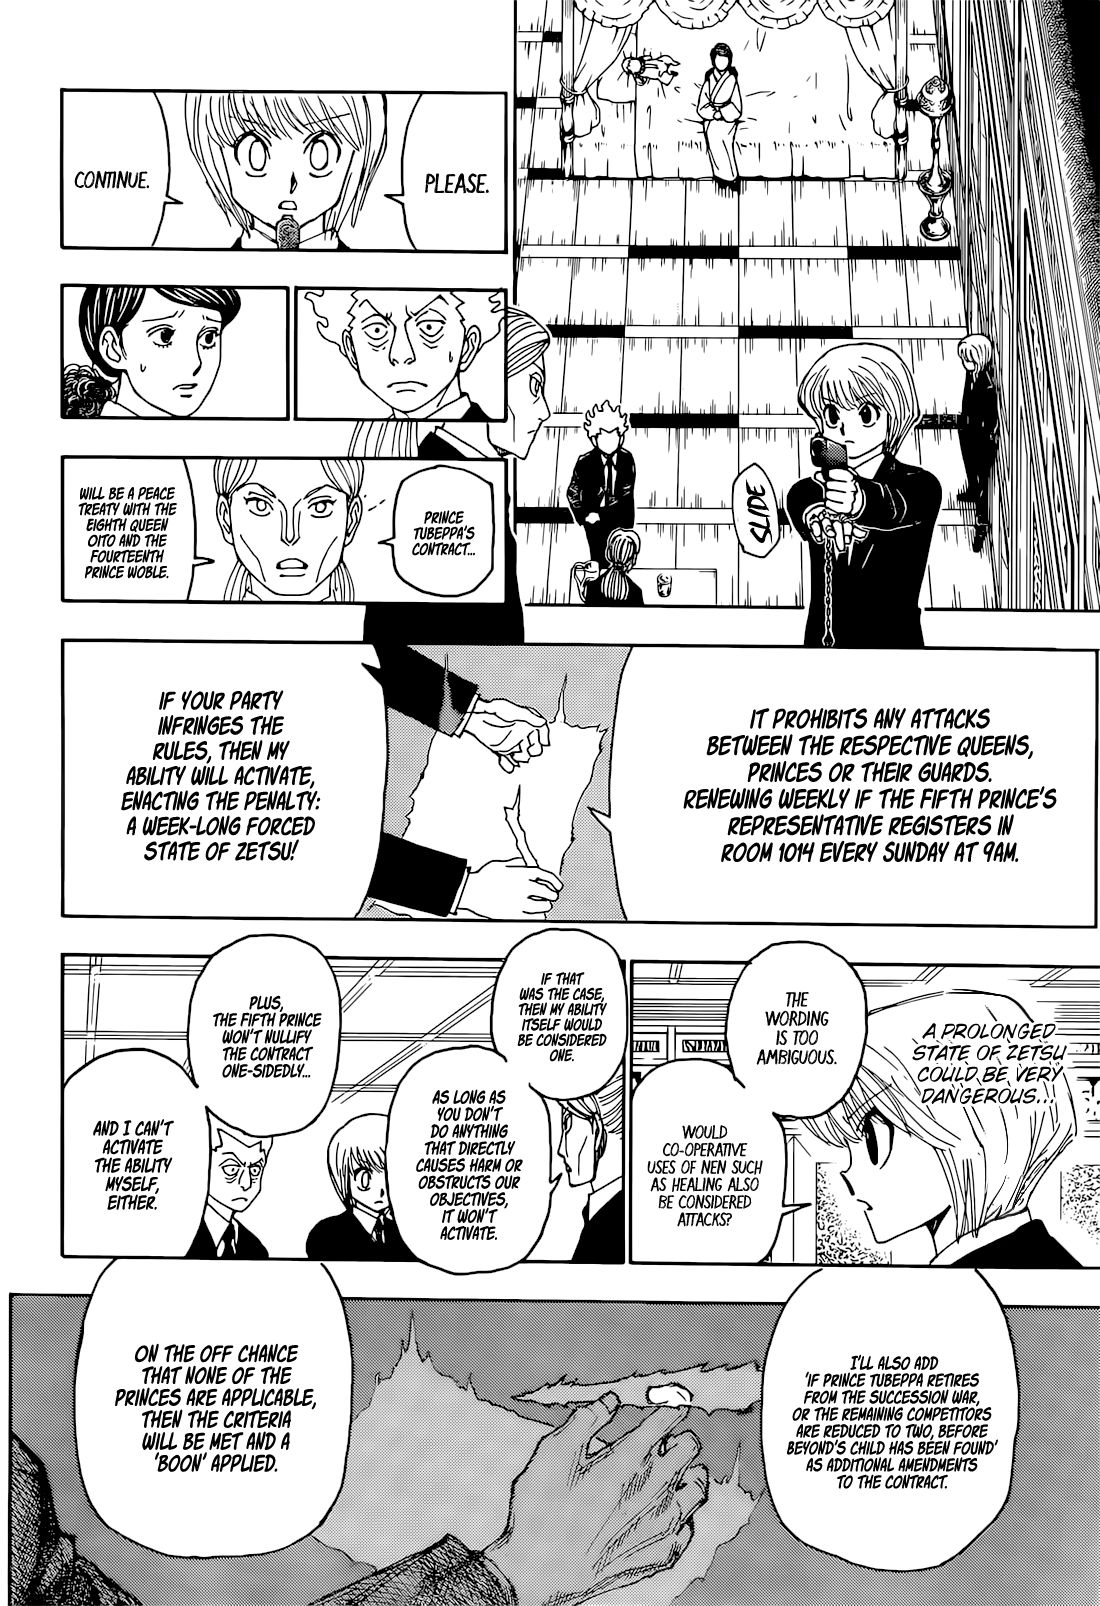 SLIDE
PLEASE.
CONTINUE.
PRINCE
TUBEPPA'S
CONTRACT...
WILL BE A PEACE
TREATY WITH THE
EIGHTH QUEEN
OITO AND THE
FOURTEENTH
PRINCE WOBLE.
IT PROHIBITS ANY ATTACKS
BETWEEN THE RESPECTIVE QUEENS,
PRINCES OR THEIR GUARDS.
RENEWING WEEKLY IF THE FIFTH PRINCE'S
REPRESENTATIVE REGISTERS IN
ROOM 1014 EVERY SUNDAY AT 9AM.
IF YOUR PARTY
INFRINGES THE
RULES, THEN MY
ABILITY WILL ACTIVATE,
ENACTING THE PENALTY:
A WEEK-LONG FORCED
STATE OF ZETSU!
A PROLONGED
STATE OF ZETSU
COULD BE VERY
DANGEROUS...
THE
WORDING
IS TOO
AMBIGUOUS.
WOULD
CO-OPERATIVE
USES OF NEN SUCH
AS HEALING ALSO
BE CONSIDERED
ATTACKS?
IF THAT
WAS THE CASE,
THEN MY ABILITY
ITSELF WOULD
BE CONSIDERED
ONE.
AS LONG AS
YOU DON'T
DO ANYTHING
THAT DIRECTLY
CAUSES HARM OR
OBSTRUCTS OUR
OBJECTIVES,
IT WON'T
ACTIVATE.
PLUS,
THE FIFTH PRINCE
WON'T NULLIFY
THE CONTRACT
ONE-SIDEDLY...
AND I CAN'T
ACTIVATE
THE ABILITY
MYSELF,
EITHER.
I'LL ALSO ADD
'IF PRINCE TUBEPPA RETIRES
FROM THE SUCCESSION WAR,
OR THE REMAINING COMPETITORS
ARE REDUCED TO TWO, BEFORE
BEYOND'S CHILD HAS BEEN FOUND'
AS ADDITIONAL AMENDMENTS
TO THE CONTRACT.
ON THE OFF CHANCE
THAT NONE OF THE
PRINCES ARE APPLICABLE,
THEN THE CRITERIA
WILL BE MET AND A
'BOON' APPLIED.